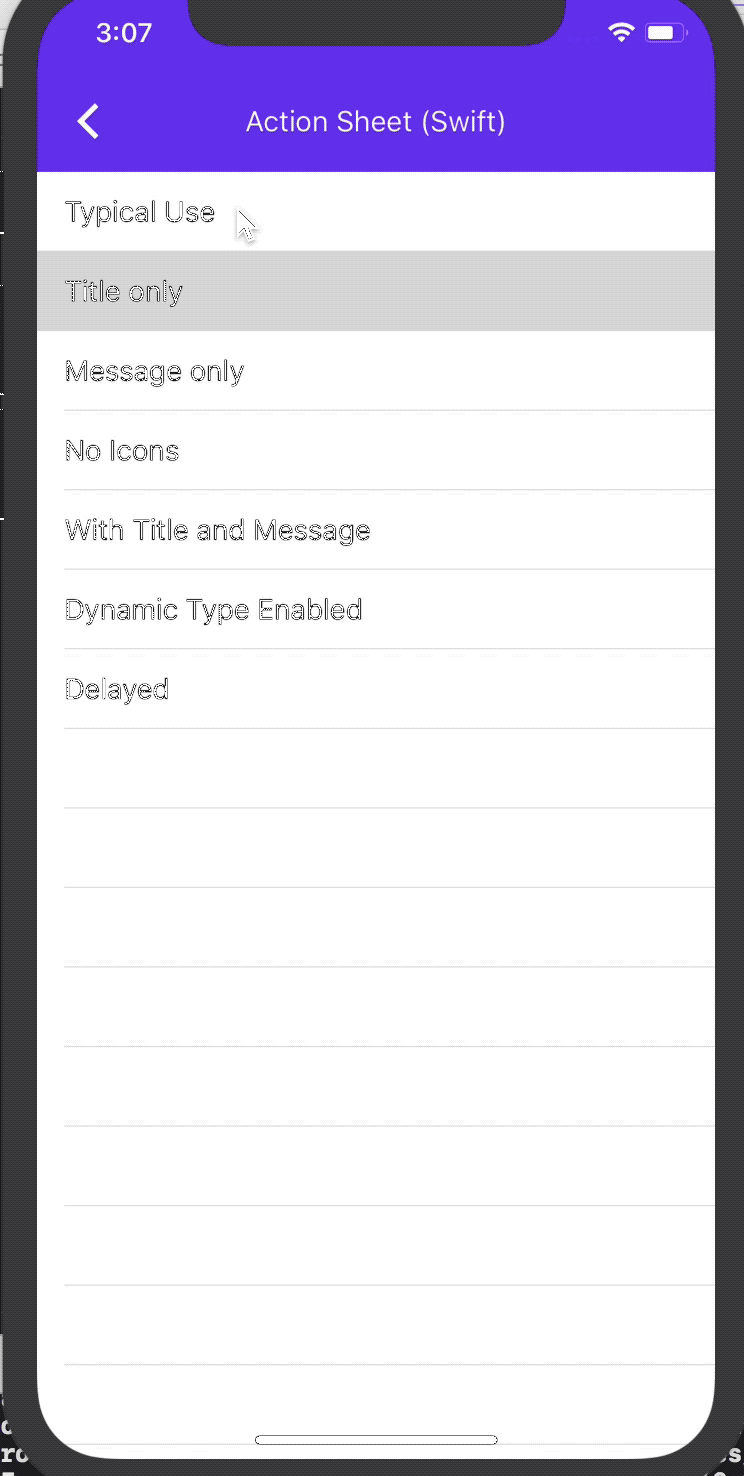 3:07
Action Sheet (Swift)
Typical Use
Title only
Message only
No Icons
With Title and Message
Dynamic Type Enabled
Delayed